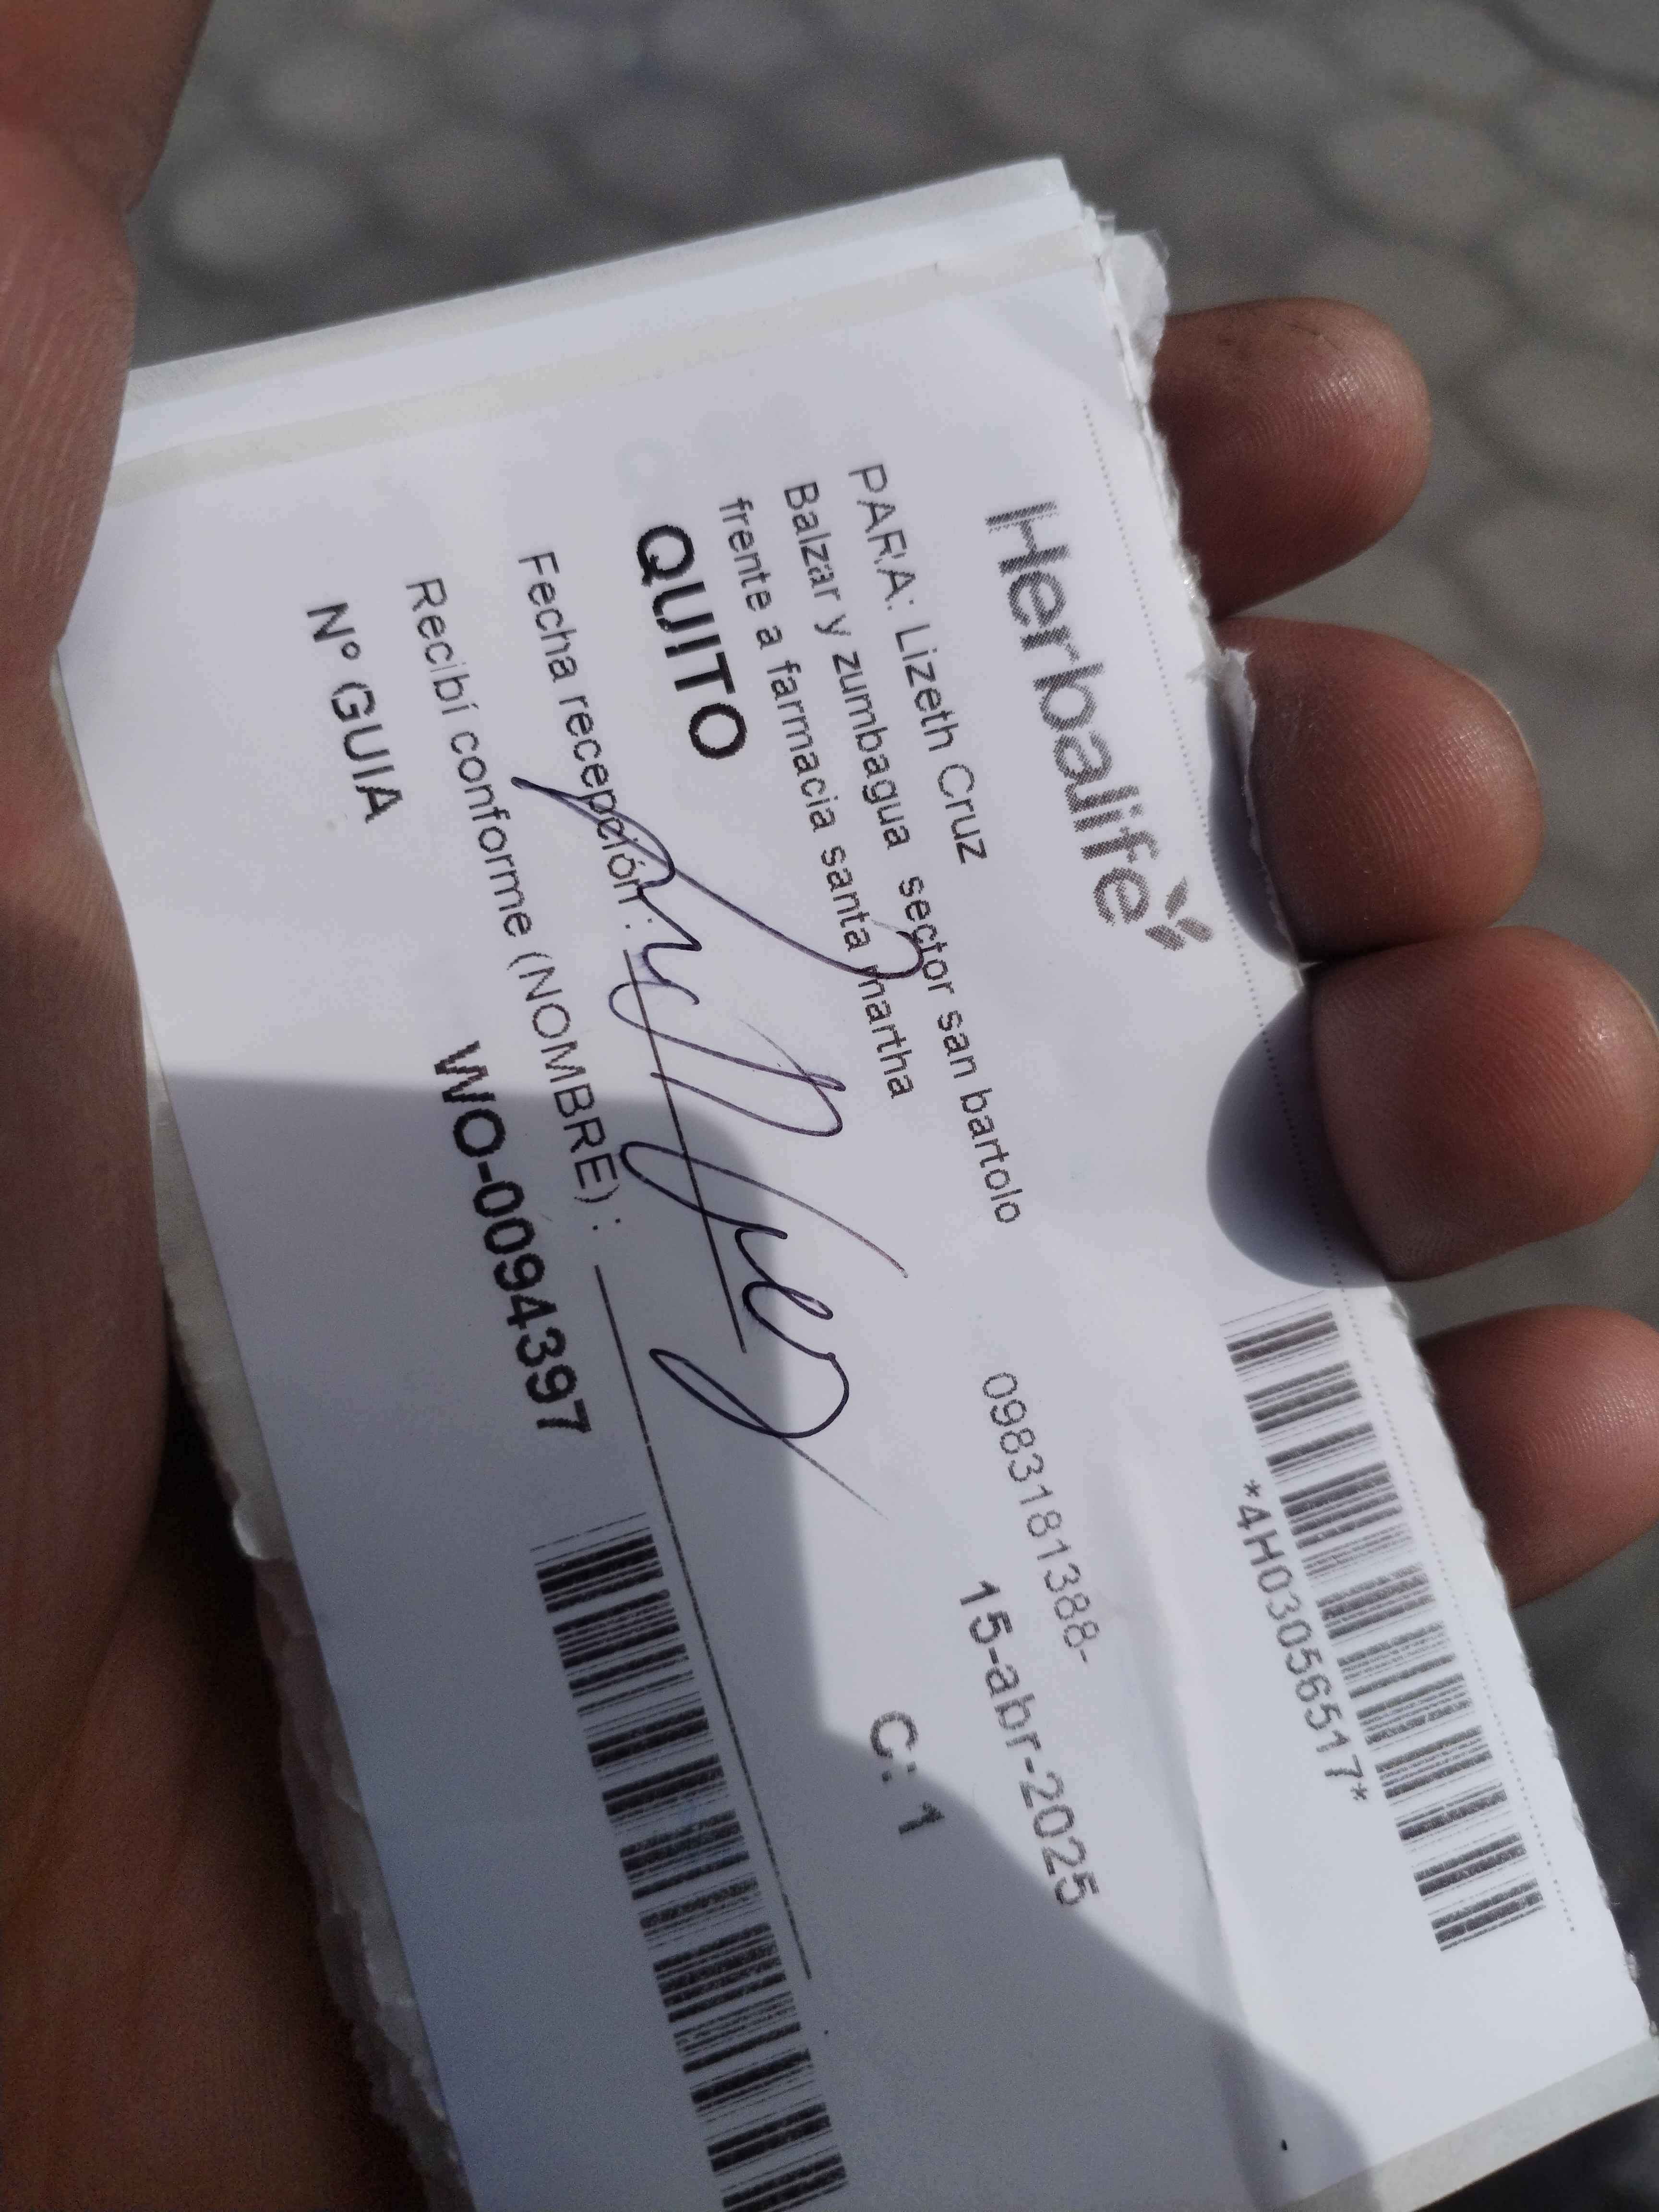 Herbalife
*4H03056517*
PARA: Lizeth Cruz
0983181388-
Balzar y zumbagua sector san bartolo
15-abr-2025
frente a farmacia santa martha
QUITO
C: 1
Fecha recepción :
Recibí conforme (NOMBRE) :
Nº GUIA
WO-0094397